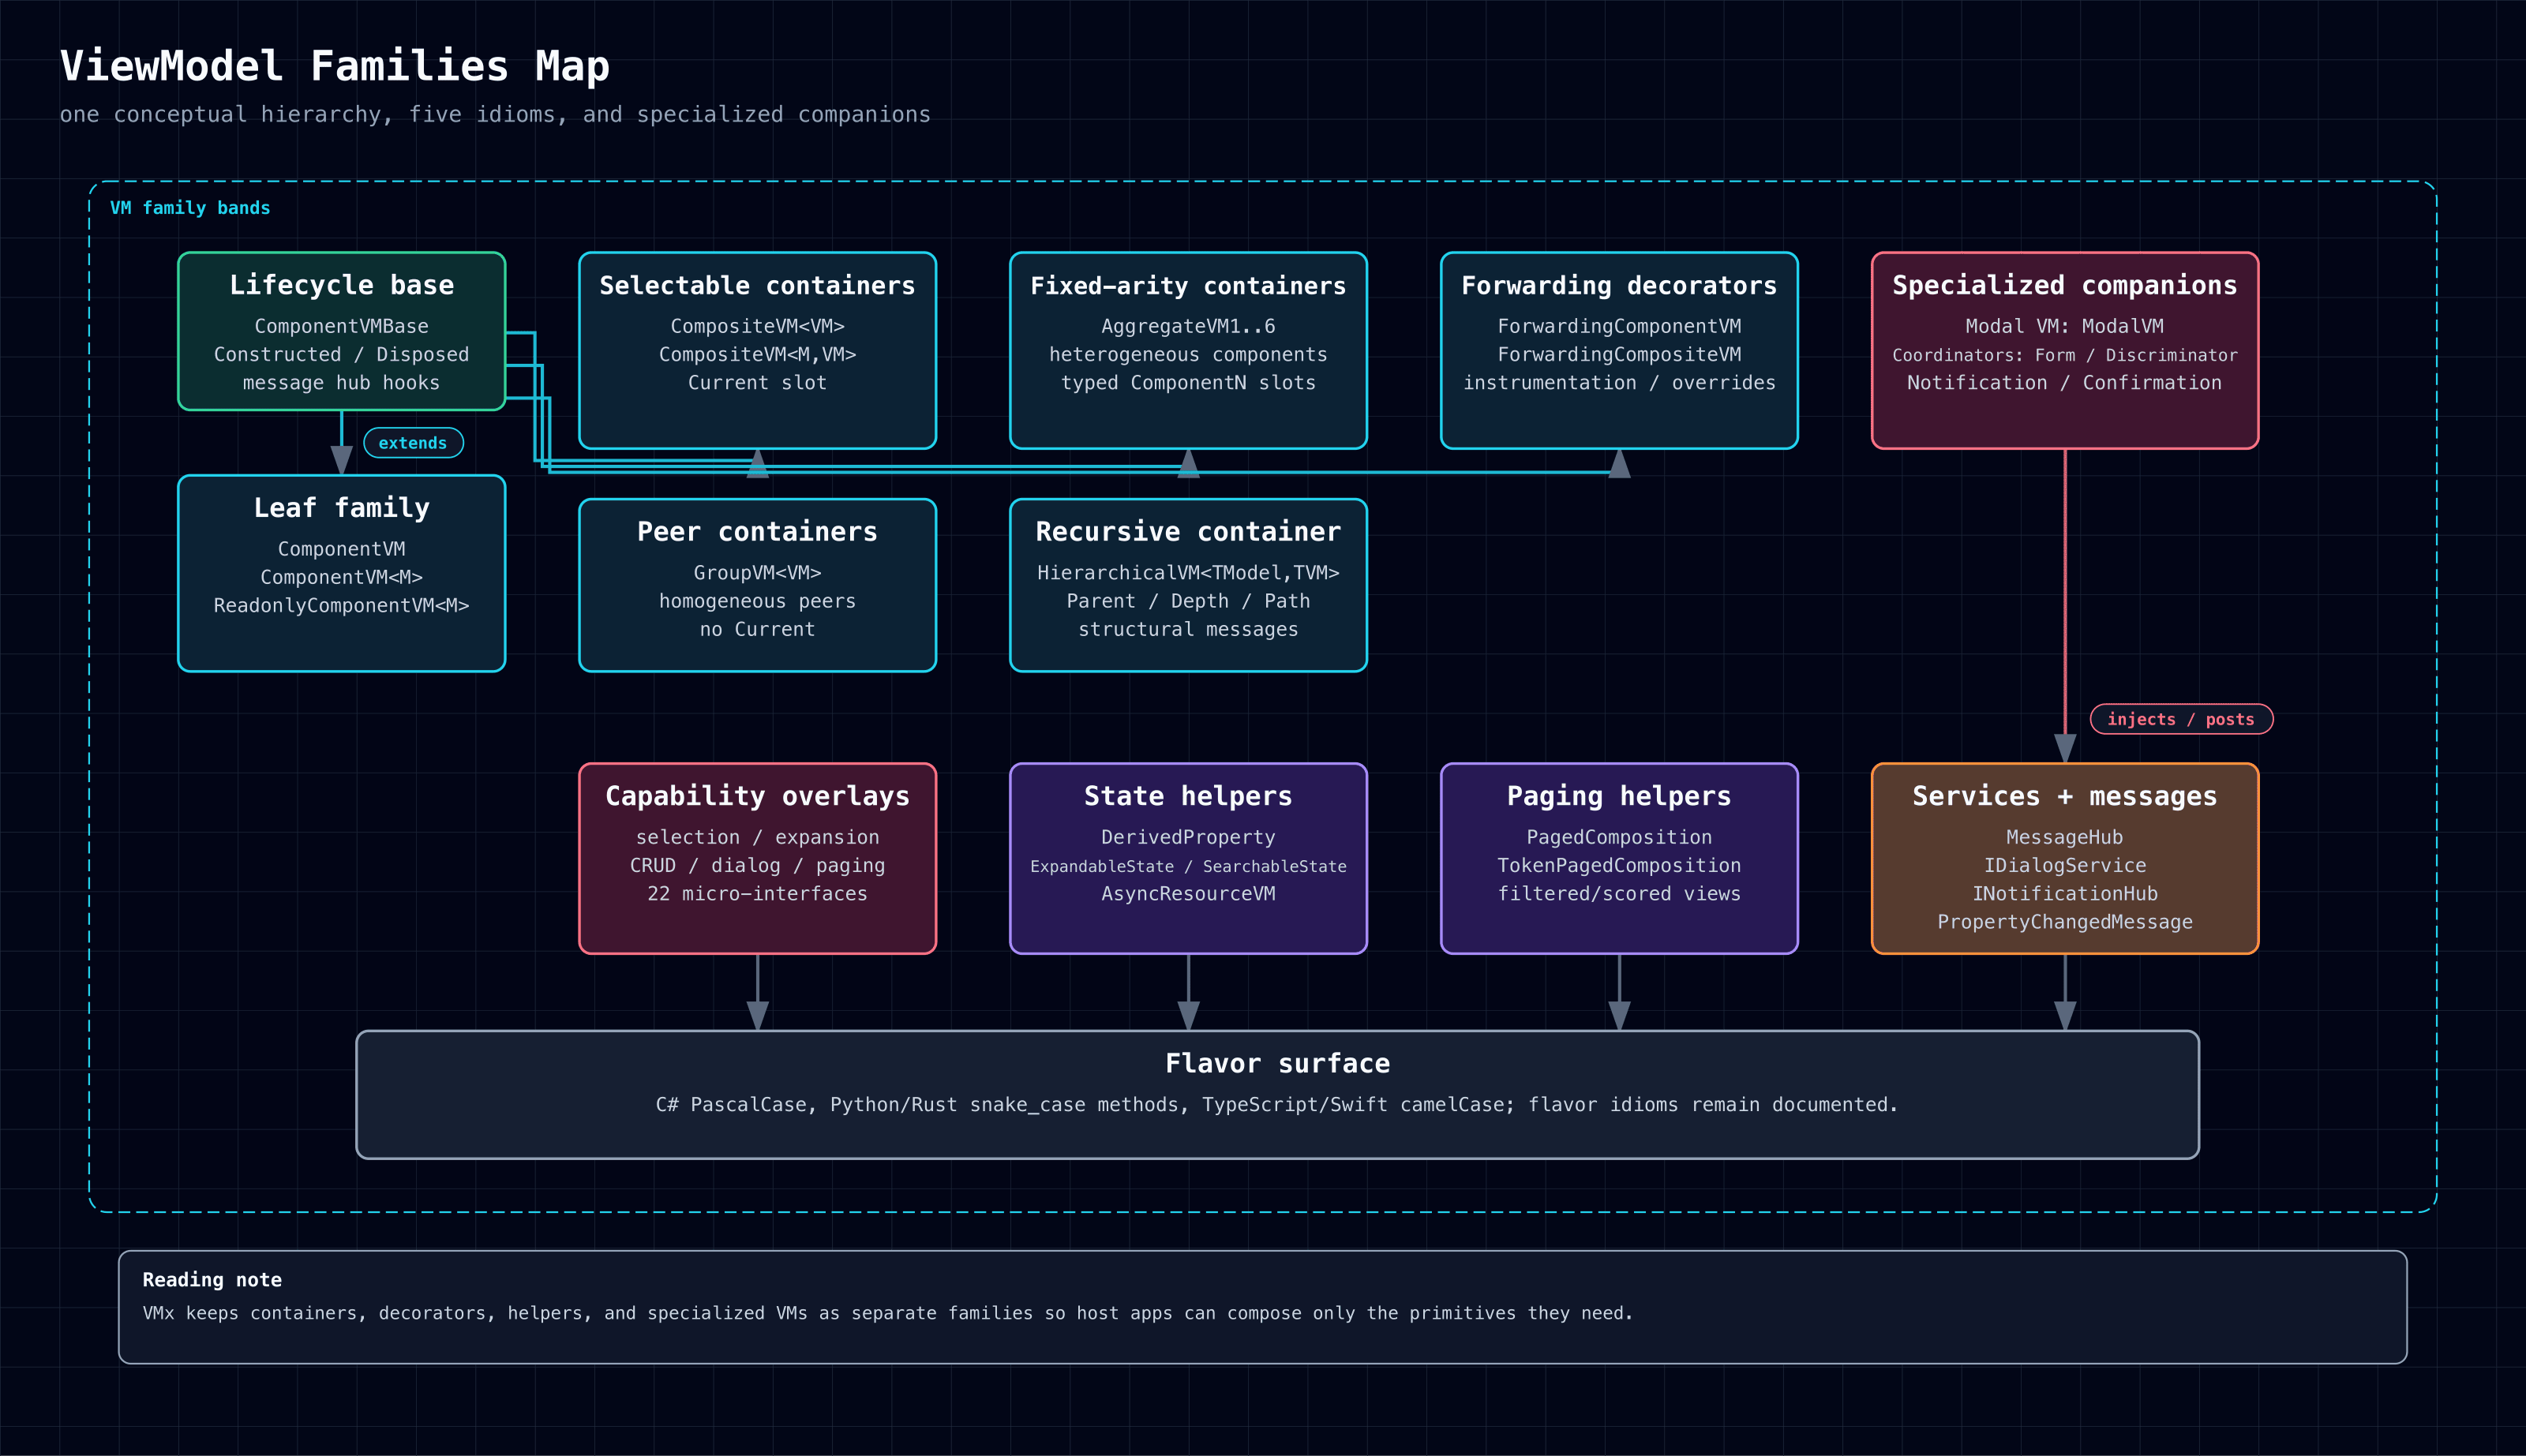 ViewModel Families Map
one conceptual hierarchy, five idioms, and specialized companions
VM family bands
Lifecycle base
ComponentVMBase
Constructed / Disposed
message hub hooks
Selectable containers
CompositeVM<VM>
CompositeVM<M,VM>
Current slot
Fixed–arity containers
AggregateVM1..6
heterogeneous components
typed ComponentN slots
Forwarding decorators
ForwardingComponentVM
ForwardingCompositeVM
instrumentation / overrides
Specialized companions
Modal VM: ModalVM
Coordinators: Form / Discriminator
Notification / Confirmation
extends
Leaf family
ComponentVM
ComponentVM<M>
ReadonlyComponentVM<M>
Peer containers
GroupVM<VM>
homogeneous peers
no Current
Recursive container
HierarchicalVM<TModel,TVM>
Parent / Depth / Path
structural messages
injects / posts
Capability overlays
selection / expansion
CRUD / dialog / paging
22 micro–interfaces
State helpers
DerivedProperty
ExpandableState / SearchableState
AsyncResourceVM
Paging helpers
PagedComposition
TokenPagedComposition
filtered/scored views
Services + messages
MessageHub
IDialogService
INotificationHub
PropertyChangedMessage
Flavor surface
C# PascalCase, Python/Rust snake_case methods, TypeScript/Swift camelCase; flavor idioms remain documented.
Reading note
VMx keeps containers, decorators, helpers, and specialized VMs as separate families so host apps can compose only the primitives they need.